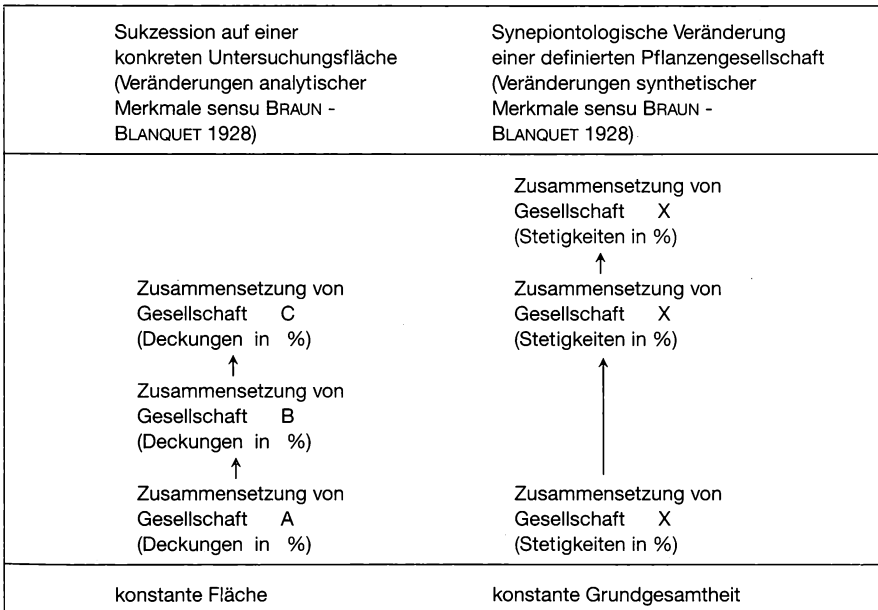 Sukzession auf einer
konkreten Untersuchungsfläche
(Veränderungen analytischer
Merkmale sensu BRAUN -
BLANQUET 1928)
Synepiontologische Veränderung
einer definierten Pflanzengesellschaft
(Veränderungen synthetischer
Merkmale sensu BRAUN -
BLANQUET 1928)
Zusammensetzung von
Gesellschaft C
(Deckungen in %)
Zusammensetzung von
Gesellschaft B
(Deckungen in %)
Zusammensetzung von
Gesellschaft A
(Deckungen in %)
Zusammensetzung von
Gesellschaft X
(Stetigkeiten in %)
Zusammensetzung von
Gesellschaft X
(Stetigkeiten in %)
Zusammensetzung von
Gesellschaft X
(Stetigkeiten in %)
konstante Fläche
konstante Grundgesamtheit